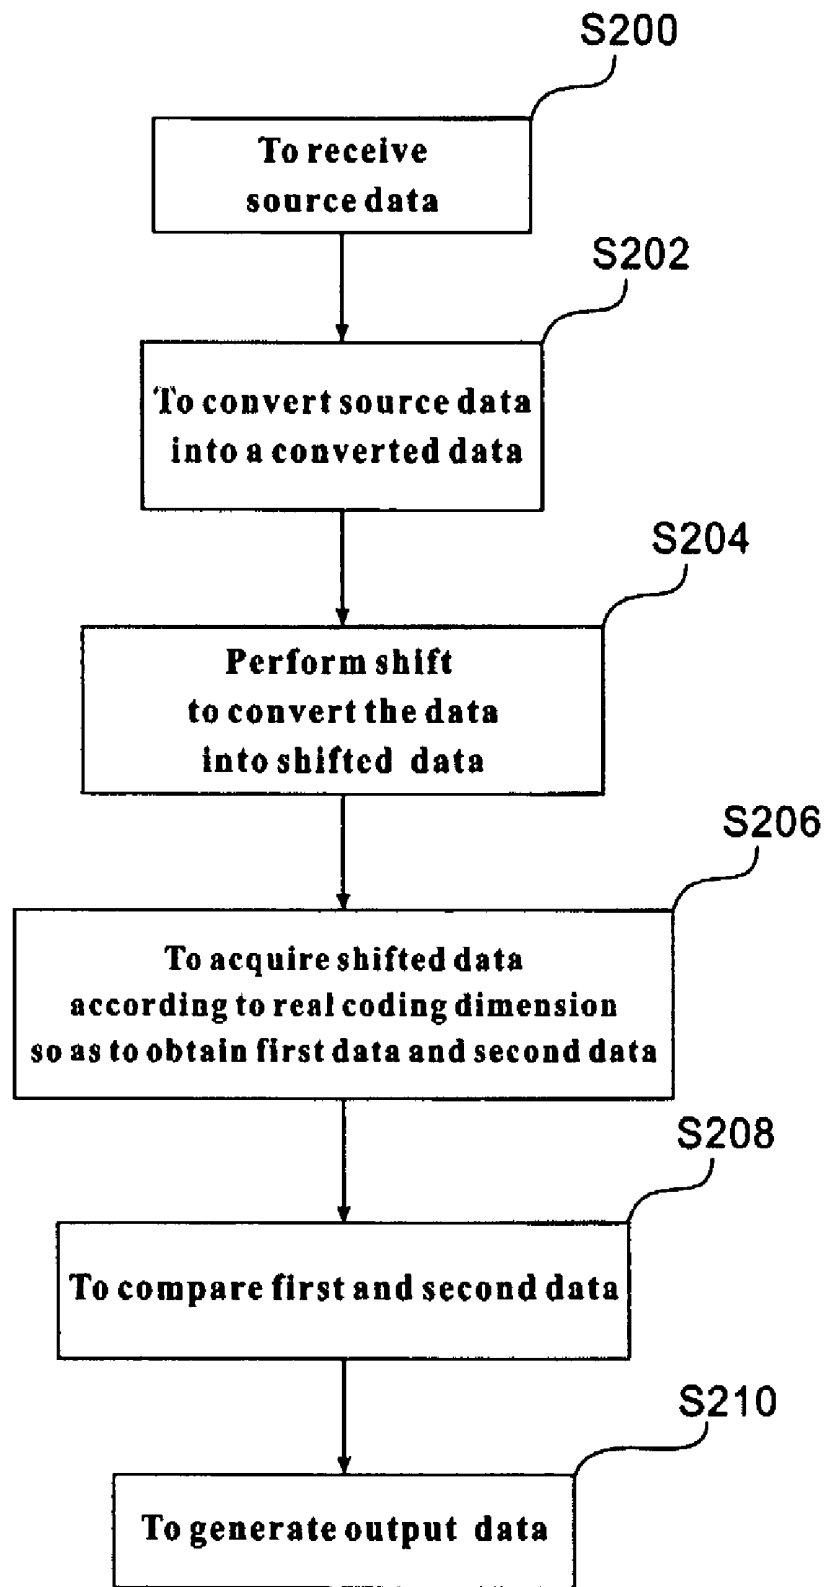 S200
To receive
source data
S202
To convert source data
into a converted data
S204
Perform shift
to convert the data
into shifted data
S206
To acquire shifted data
according to real coding dimension
so as to obtain first data and second data
S208
To compare first and second data
S210
To generate output data